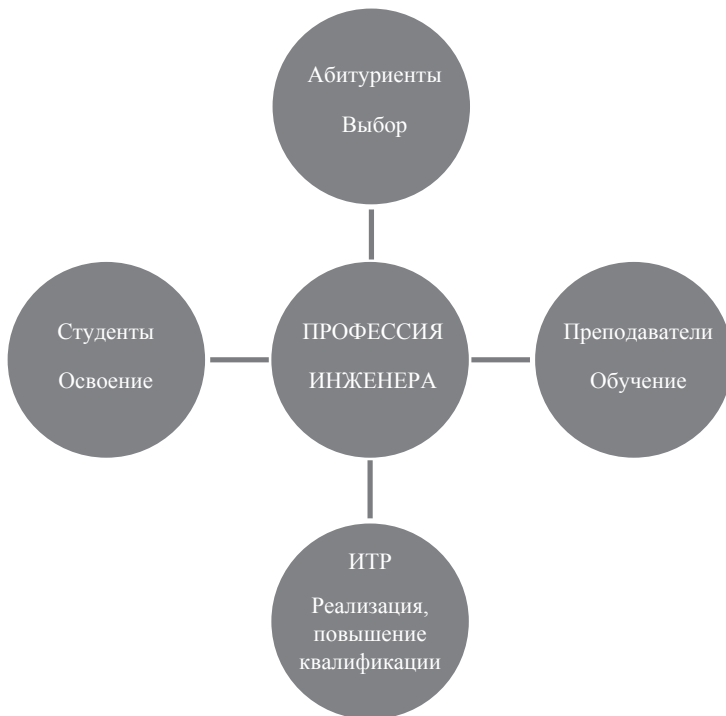 Абитуриенты
Выбор
Студенты
Освоение
ПРОФЕССИЯ
ИНЖЕНЕРА
Преподаватели
Обучение
ИТР
Реализация,
повышение
квалификации